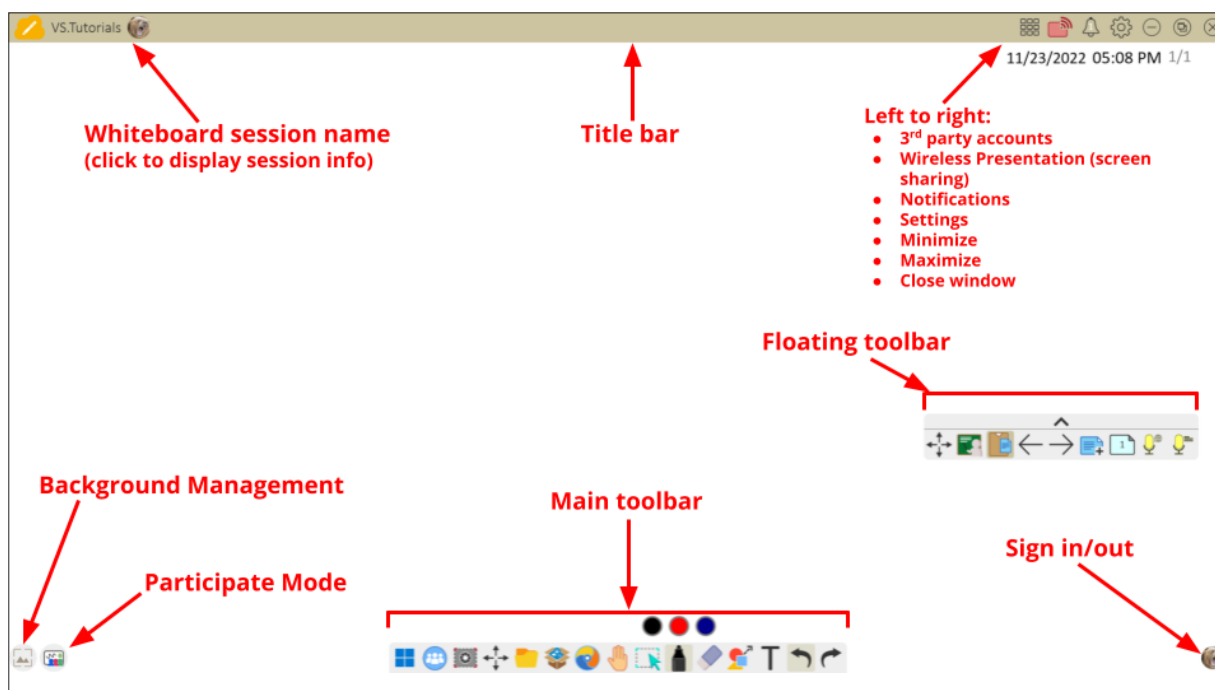 VS.Tutorials
11/23/2022 05:08 PM 1/1
Whiteboard session name
(click to display session info)
Title bar
Left to right:
● 3rd party accounts
● Wireless Presentation (screen
sharing)
● Notifications
● Settings
● Minimize
● Maximize
● Close window
Floating toolbar
1
Background Management
Main toolbar
Sign in/out
Participate Mode
T